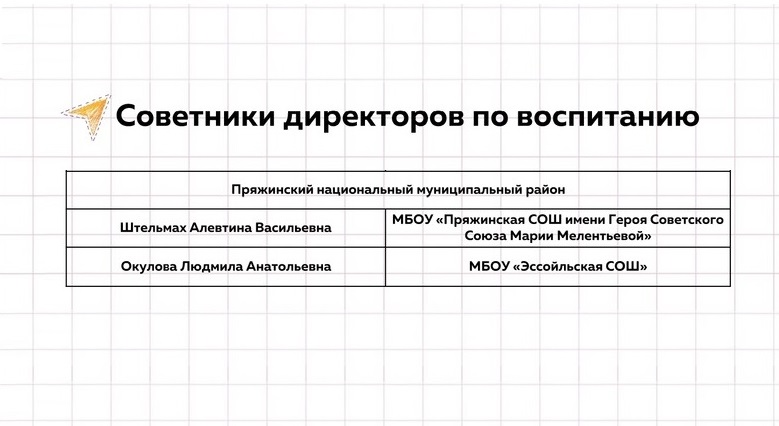 Советники директоров по воспитанию
Пряжинский национальный муниципальный район
Штельмах Алевтина Васильевна
МБОУ «Пряжинская СОШ имени Героя Советского
Союза Марии Мелентьевой»
Окулова Людмила Анатольевна
МБОУ «Эссойльская СОШ»